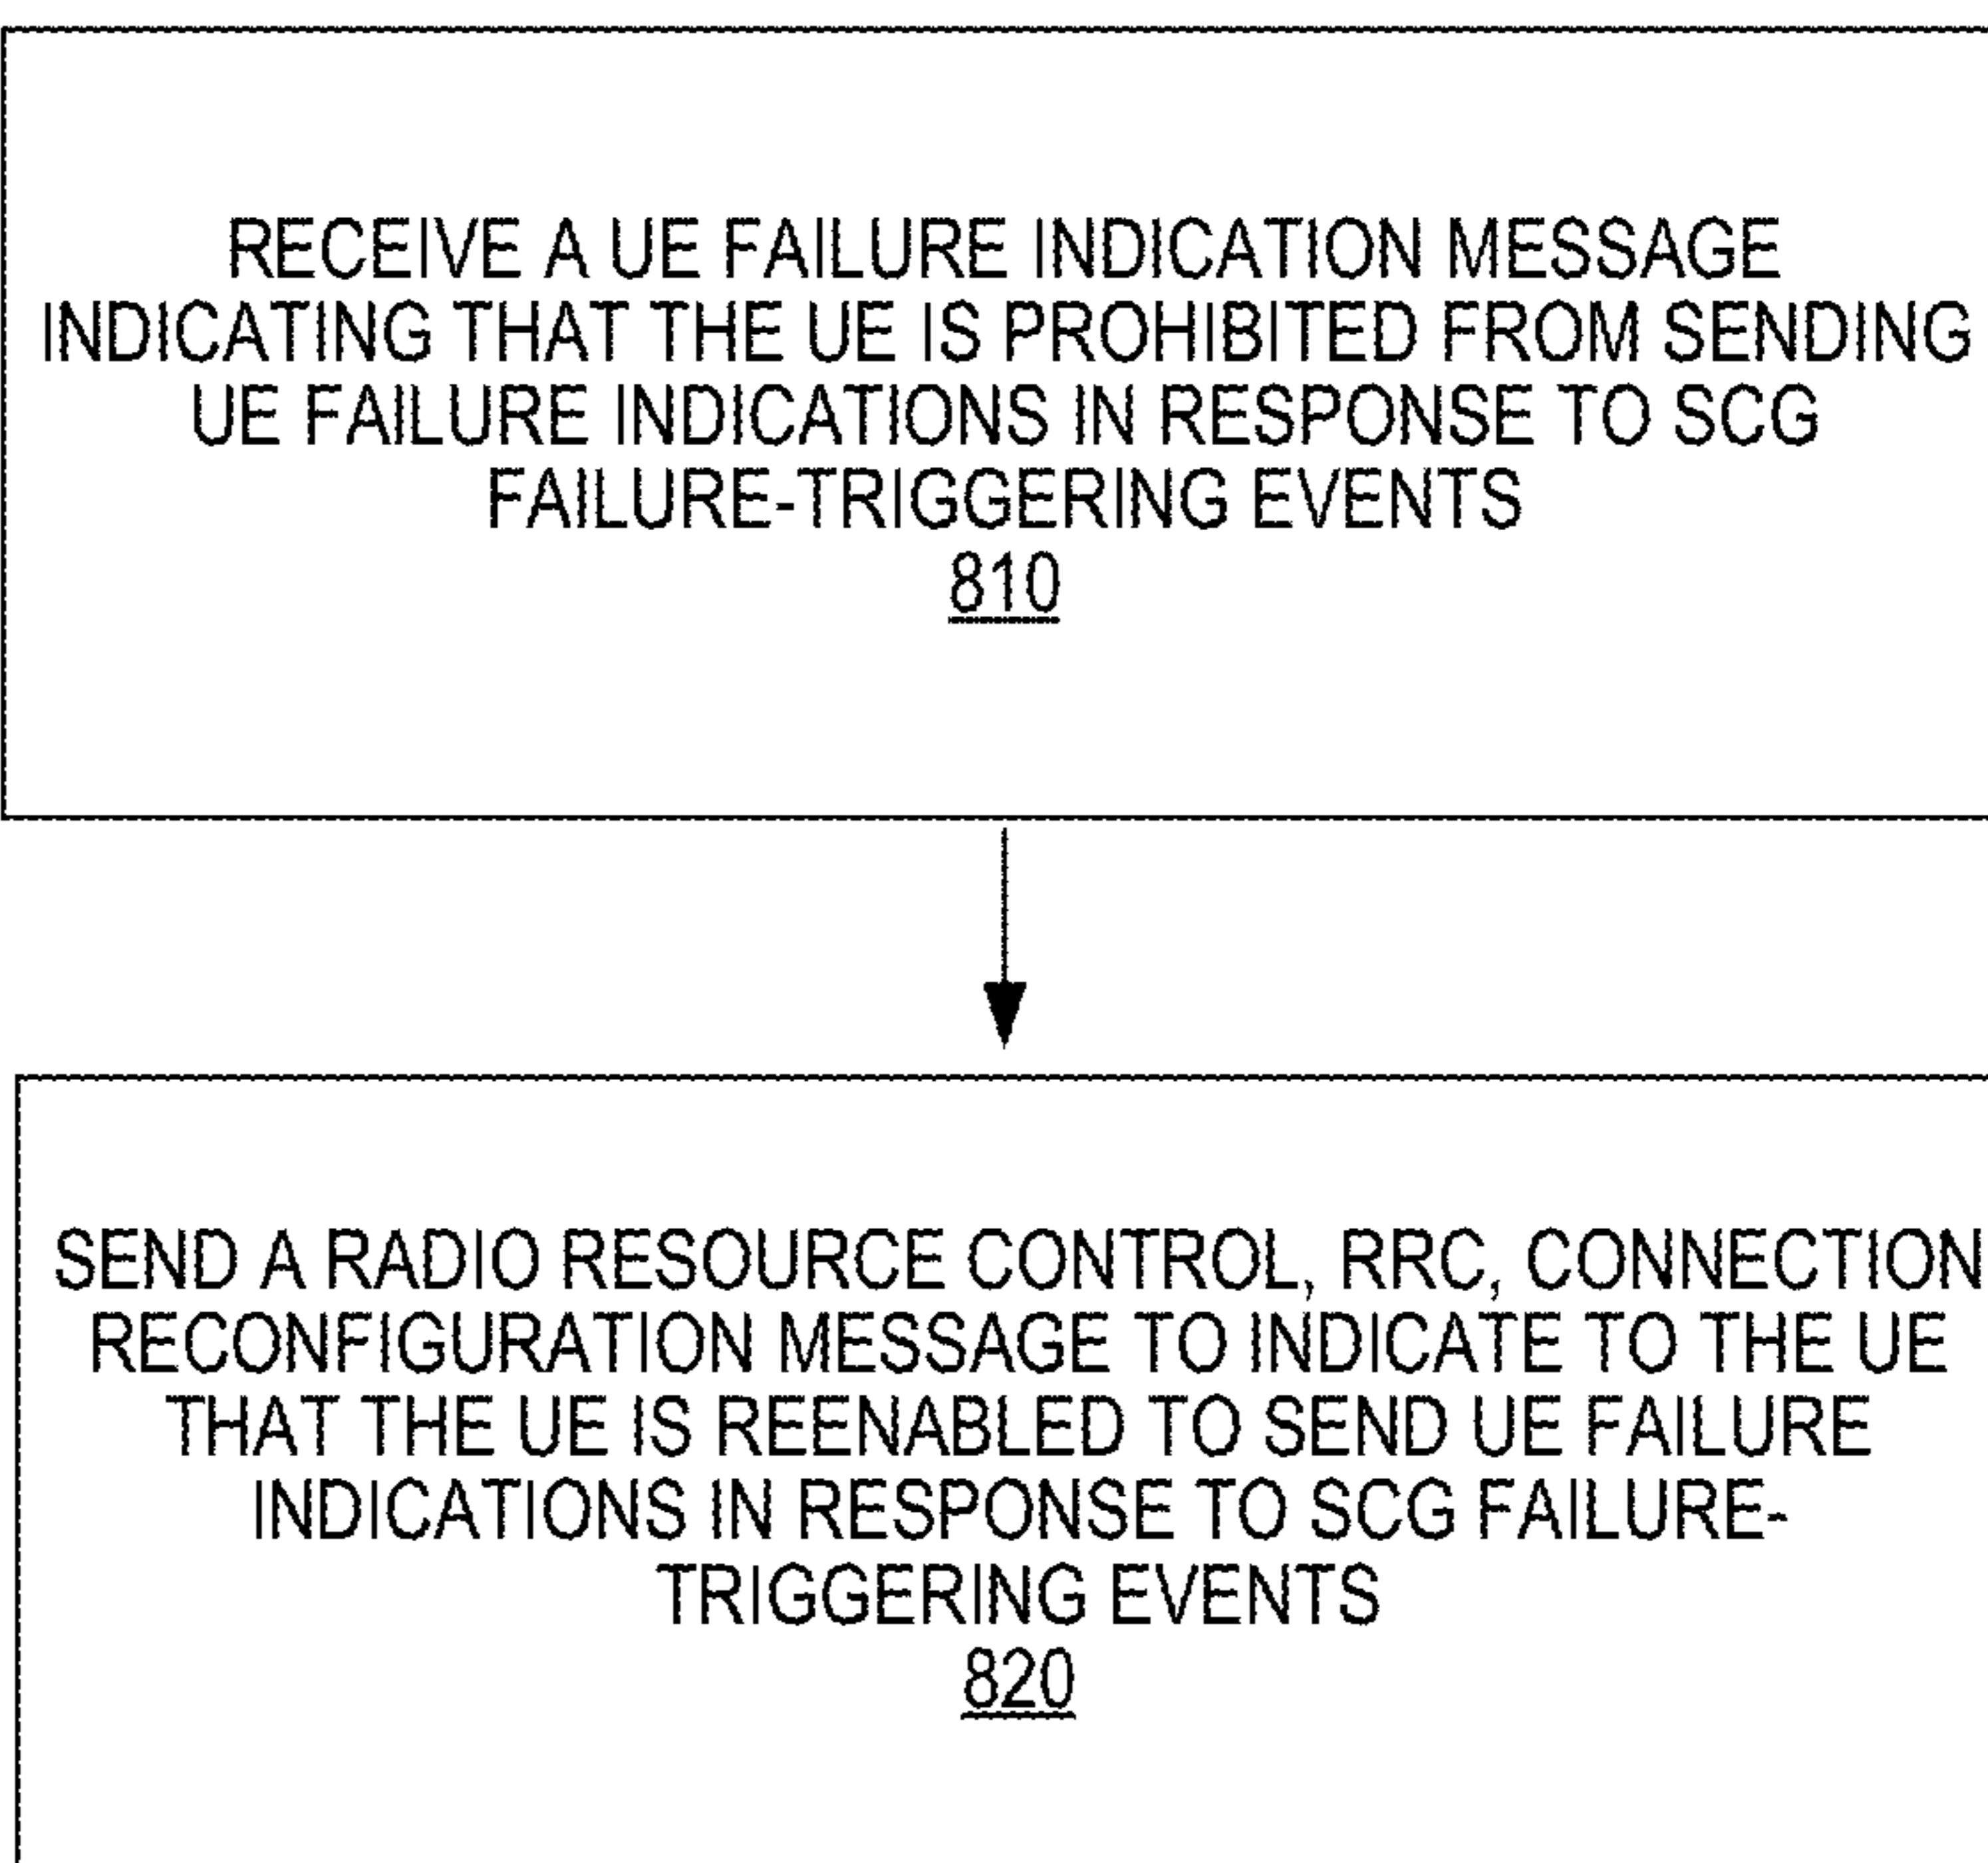 RECEIVE A UE FAILURE INDICATION MESSAGE
INDICATING THAT THE UE IS PROHIBITED FROM SENDING
UE FAILURE INDICATIONS IN RESPONSE TO SCG
FAILURE-TRIGGERING EVENTS
810
SEND A RADIO RESOURCE CONTROL, RRC, CONNECTION
RECONFIGURATION MESSAGE TO INDICATE TO THE UE
THAT THE UE IS REENABLED TO SEND UE FAILURE
INDICATIONS IN RESPONSE TO SCG FAILURE-
TRIGGERING EVENTS
820